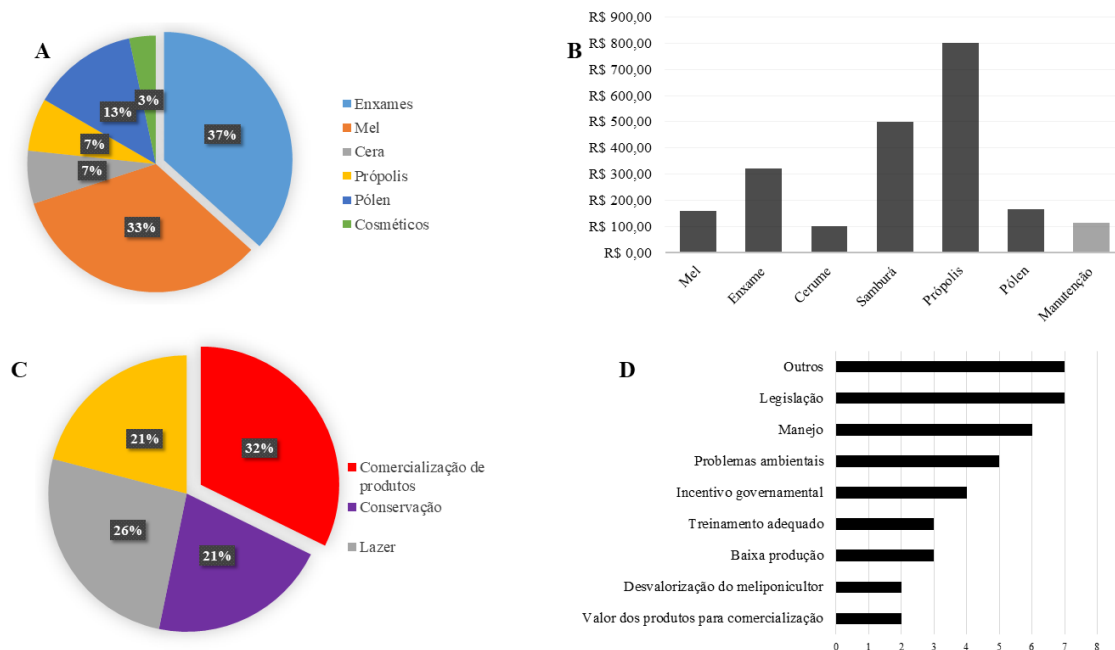 A
3%
13%
37%
7%
7%
33%
Enxames
Mel
Cera
Própolis
Pólen
Cosméticos
B
R$ 900,00
R$ 800,00
R$ 700,00
R$ 600,00
R$ 500,00
R$ 400,00
R$ 300,00
R$ 200,00
R$ 100,00
R$ 0,00
Mel
Enxame
Cerume
Samburá
Própolis
Pólen
Manutenção
C
21%
32%
26%
21%
Comercialização de
produtos
Conservação
Lazer
D
Outros
Legislação
Manejo
Problemas ambientais
Incentivo governamental
Treinamento adequado
Baixa produção
Desvalorização do meliponicultor
Valor dos produtos para comercialização
0 1 2 3 4 5 6 7 8